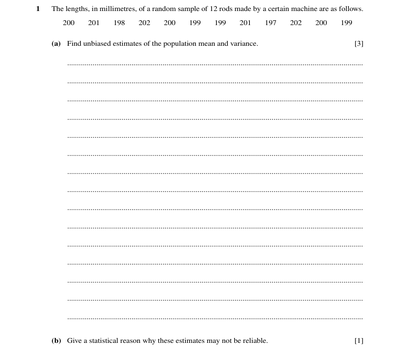 1 The lengths, in millimetres, of a random sample of 12 rods made by a certain machine are as follows.
200 201 198 202 200 199 199 201 197 202 200 199
(a) Find unbiased estimates of the population mean and variance. [3]
(b) Give a statistical reason why these estimates may not be reliable. [1]